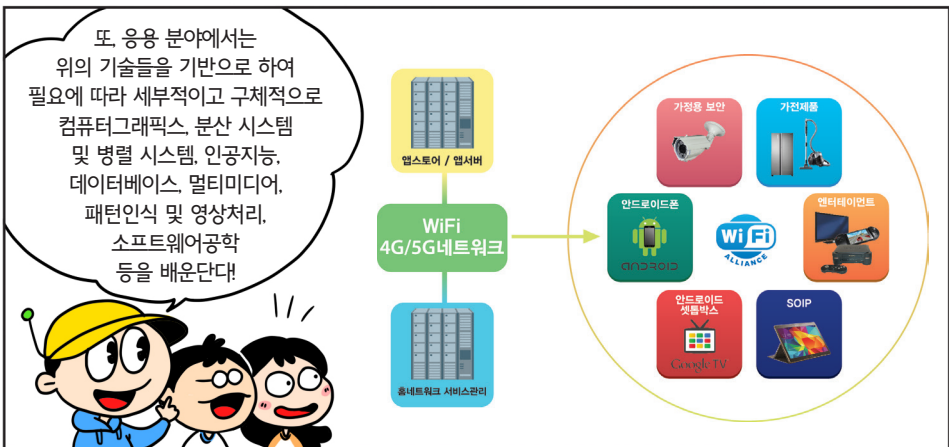 또, 응용 분야에서는
위의 기술들을 기반으로 하여
필요에 따라 세부적이고 구체적으로
컴퓨터그래픽스, 분산 시스템
및 병렬 시스템, 인공지능,
데이터베이스, 멀티미디어,
패턴인식 및 영상처리,
소프트웨어공학
등을 배운단다!
앱스토어 / 앱서버
WiFi
4G/5G네트워크
홈네트워크 서비스관리
가정용 보안
가전제품
안드로이드폰
ANDROID
Wi Fi
ALLIANCE
엔터테이먼트
안드로이드
셋톱박스
Google TV
SOIP